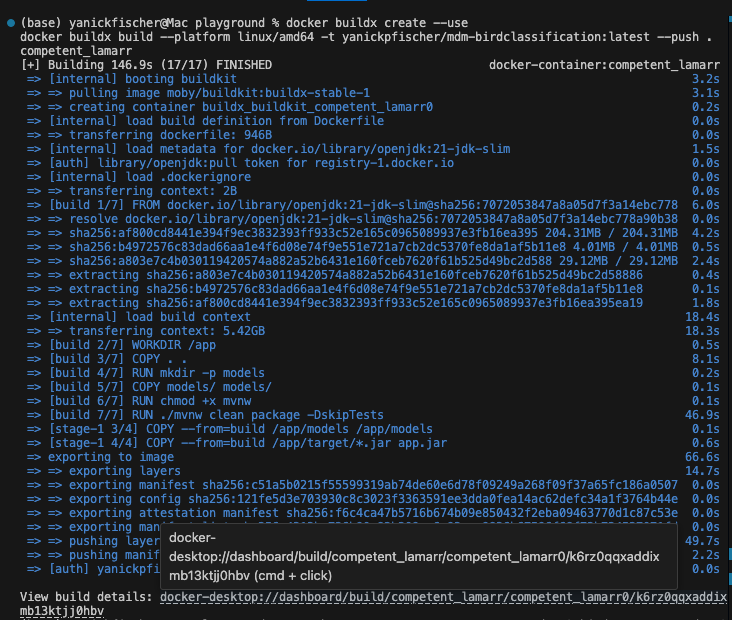 (base) yanickfischer@Mac playground % docker buildx create --use
docker buildx build --platform linux/amd64 -t yanickpfischer/mdm-birdclassification:latest --push .
competent_lamarr
[+] Building 146.9s (17/17) FINISHED docker-container:competent_lamarr
=> [internal] booting buildkit 3.2s
=> => pulling image moby/buildkit:buildx-stable-1 3.1s
=> => creating container buildx_buildkit_competent_lamarr0 0.2s
=> [internal] load build definition from Dockerfile 0.0s
=> => transferring dockerfile: 946B 0.0s
=> [internal] load metadata for docker.io/library/openjdk:21-jdk-slim 1.5s
=> [auth] library/openjdk:pull token for registry-1.docker.io 0.0s
=> [internal] load .dockerignore 0.0s
=> => transferring context: 2B 0.0s
=> [build 1/7] FROM docker.io/library/openjdk:21-jdk-slim@sha256:7072053847a8a05d7f3a14ebc778 6.0s
=> => resolve docker.io/library/openjdk:21-jdk-slim@sha256:7072053847a8a05d7f3a14ebc778a90b38 0.0s
=> => sha256:af800cd8441e394f9ec3832393ff933c52e165c0965089937e3fb16ea395 204.31MB / 204.31MB 4.2s
=> => sha256:b4972576c83dad66aa1e4f6d08e74f9e551e721a7cb2dc5370fe8da1af5b11e8 4.01MB / 4.01MB 0.5s
=> => sha256:a803e7c4b030119420574a882a52b6431e160fceb7620f61b525d49bc2d588 29.12MB / 29.12MB 2.4s
=> => extracting sha256:a803e7c4b030119420574a882a52b6431e160fceb7620f61b525d49bc2d58886 0.4s
=> => extracting sha256:b4972576c83dad66aa1e4f6d08e74f9e551e721a7cb2dc5370fe8da1af5b11e8 0.1s
=> => extracting sha256:af800cd8441e394f9ec3832393ff933c52e165c0965089937e3fb16ea395ea19 1.8s
=> [internal] load build context 18.4s
=> => transferring context: 5.42GB 18.3s
=> [build 2/7] WORKDIR /app 0.5s
=> [build 3/7] COPY . . 8.1s
=> [build 4/7] RUN mkdir -p models 0.2s
=> [build 5/7] COPY models/ models/ 0.1s
=> [build 6/7] RUN chmod +x mvnw 0.1s
=> [build 7/7] RUN ./mvnw clean package -DskipTests 46.9s
=> [stage-1 3/4] COPY --from=build /app/models /app/models 0.1s
=> [stage-1 4/4] COPY --from=build /app/target/*.jar app.jar 0.6s
=> exporting to image 66.6s
=> => exporting layers 14.7s
=> => exporting manifest sha256:c51a5b0215f55599319ab74de60e6d78f09249a268f09f37a65fc186a0507 0.0s
=> => exporting config sha256:121fe5d3e703930c8c3023f3363591ee3dda0fea14ac62defc34a1f3764b44e 0.0s
=> => exporting attestation manifest sha256:f6c4ca47b5716b674b09e850432f2eba09463770d1c87c53e 0.0s
=> => exporting 0.0s
=> => pushing layer 49.7s
=> => pushing manif 2.2s
=> [auth] yanickpfi 0.0s
docker-
desktop://dashboard/build/competent_lamarr/competent_lamarr0/k6rz0qqxaddix
mb13ktjj0hbv (cmd + click)
View build details: docker-desktop://dashboard/build/competent_lamarr/competent_lamarr0/k6rz0qqxaddix
mb13ktjj0hbv